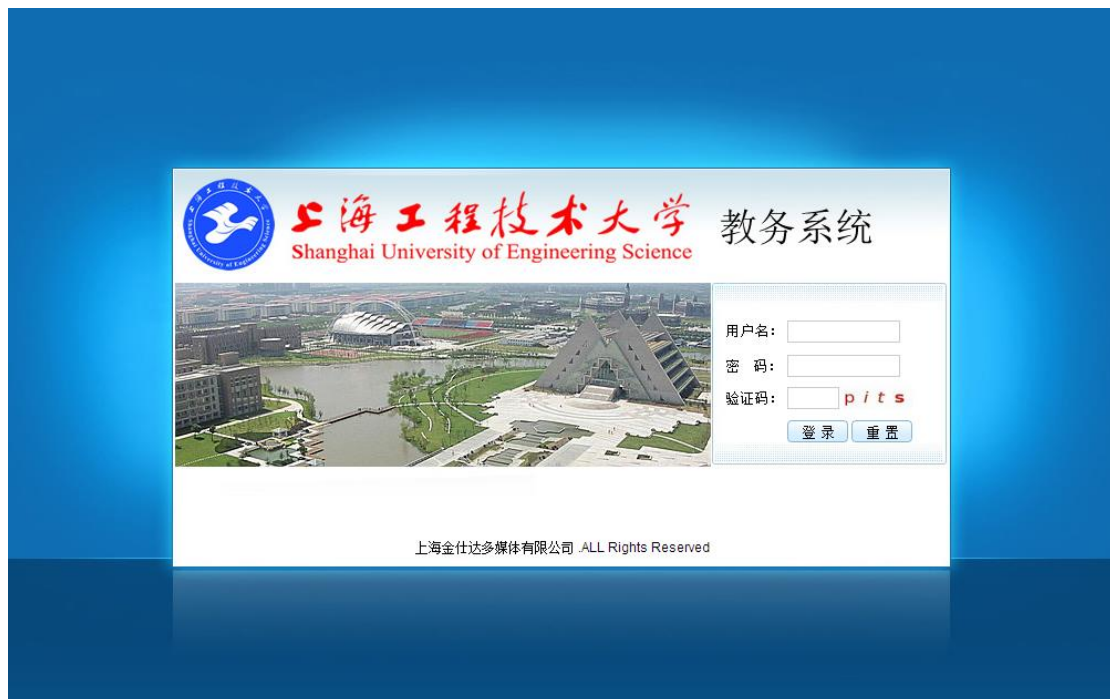 上海工程技术大学
Shanghai University of Engineering Science
教务系统
用户名：
密 码：
验证码：
pits
登 录 重 置
上海金仕达多媒体有限公司 .ALL Rights Reserved